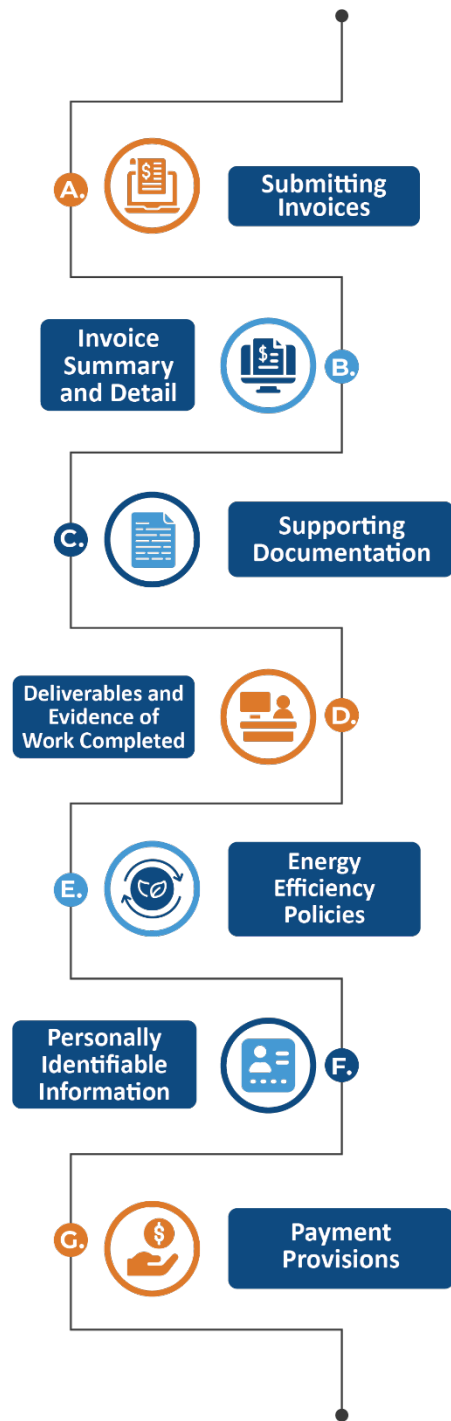 A.
Submitting
Invoices
Invoice
Summary
and Detail
B.
C.
Supporting
Documentation
Deliverables and
Evidence of
Work Completed
D.
E.
Energy
Efficiency
Policies
Personally
Identifiable
Information
F.
G.
Payment
Provisions